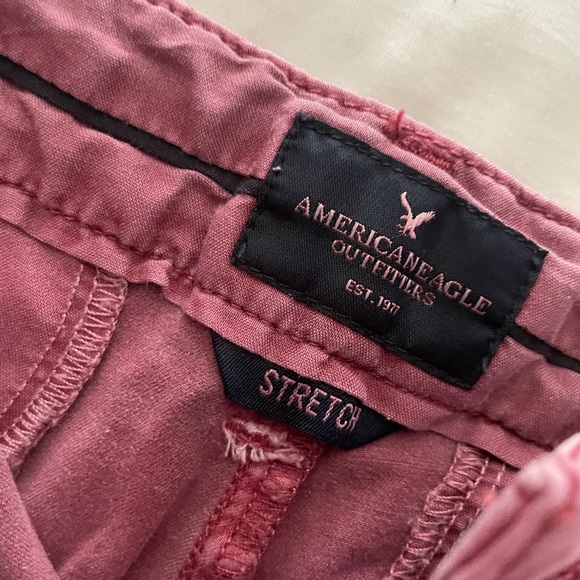 AMERICAN EAGLE
OUTFITTERS
EST. 1977
STRETCH